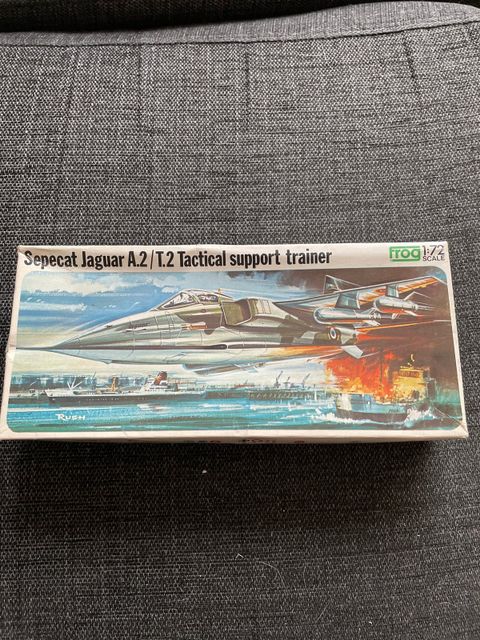 Sepecat Jaguar A.2/T.2 Tactical support trainer
frog 1:72
SCALE
RUSH